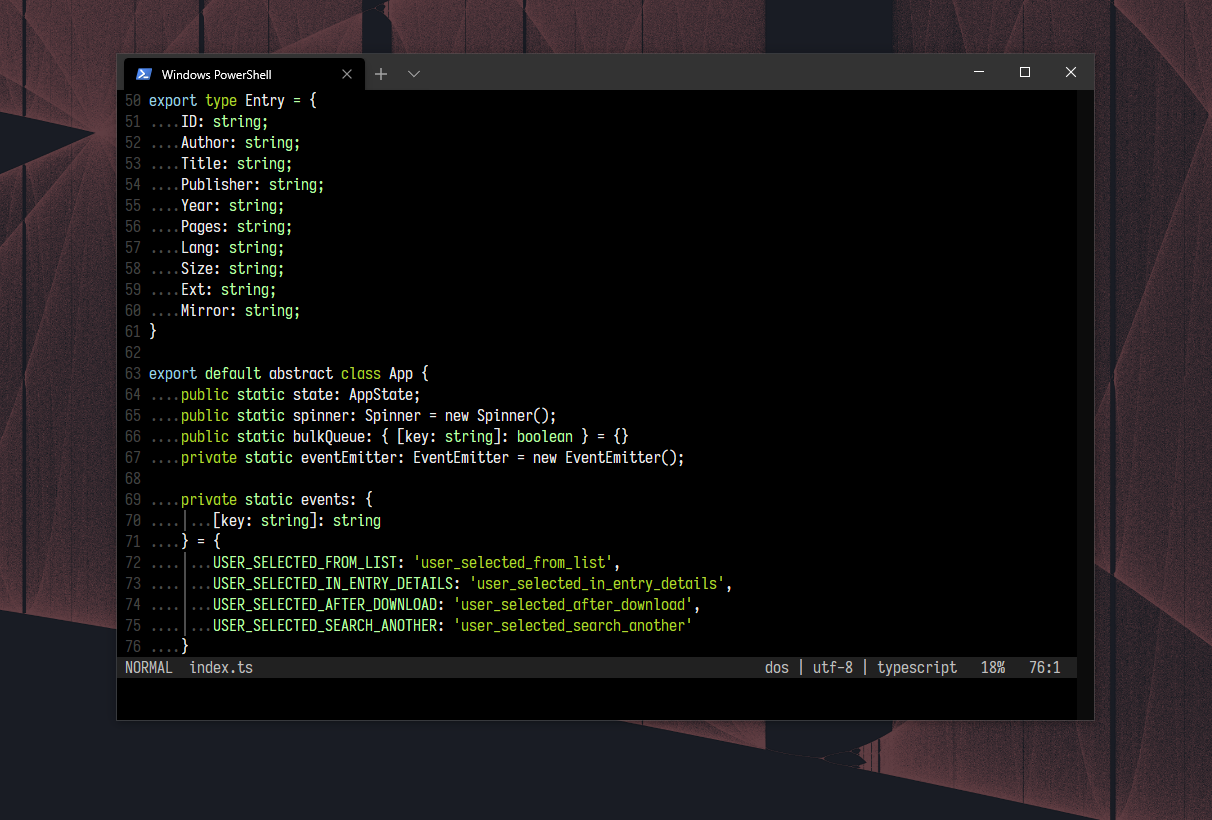 Windows PowerShell
50 export type Entry = {
51 ....ID: string;
52 ....Author: string;
53 ....Title: string;
54 ....Publisher: string;
55 ....Year: string;
56 ....Pages: string;
57 ....Lang: string;
58 ....Size: string;
59 ....Ext: string;
60 ....Mirror: string;
61 }
62
63 export default abstract class App {
64 ....public static state: AppState;
65 ....public static spinner: Spinner = new Spinner();
66 ....public static bulkQueue: { [key: string]: boolean } = {}
67 ....private static eventEmitter: EventEmitter = new EventEmitter();
68
69 ....private static events: {
70 ....|...[key: string]: string
71 ....} = {
72 ....|...USER_SELECTED_FROM_LIST: 'user_selected_from_list',
73 ....|...USER_SELECTED_IN_ENTRY_DETAILS: 'user_selected_in_entry_details',
74 ....|...USER_SELECTED_AFTER_DOWNLOAD: 'user_selected_after_download',
75 ....|...USER_SELECTED_SEARCH_ANOTHER: 'user_selected_search_another'
76 ....}
NORMAL index.ts dos | utf-8 | typescript 18% 76:1